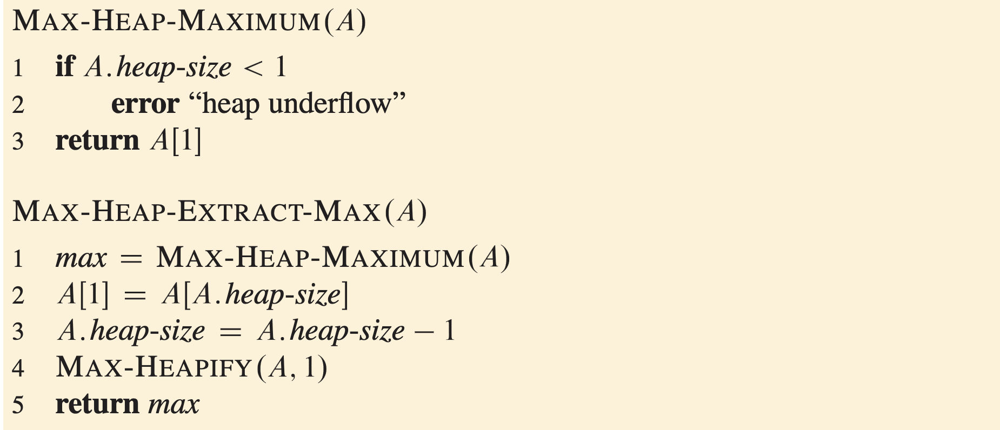 MAX-HEAP-MAXIMUM(A)
1 if A.heap-size < 1
2 error “heap underflow”
3 return A[1]
MAX-HEAP-EXTRACT-MAX(A)
1 max = MAX-HEAP-MAXIMUM(A)
2 A[1] = A[A.heap-size]
3 A.heap-size = A.heap-size − 1
4 MAX-HEAPIFY(A, 1)
5 return max